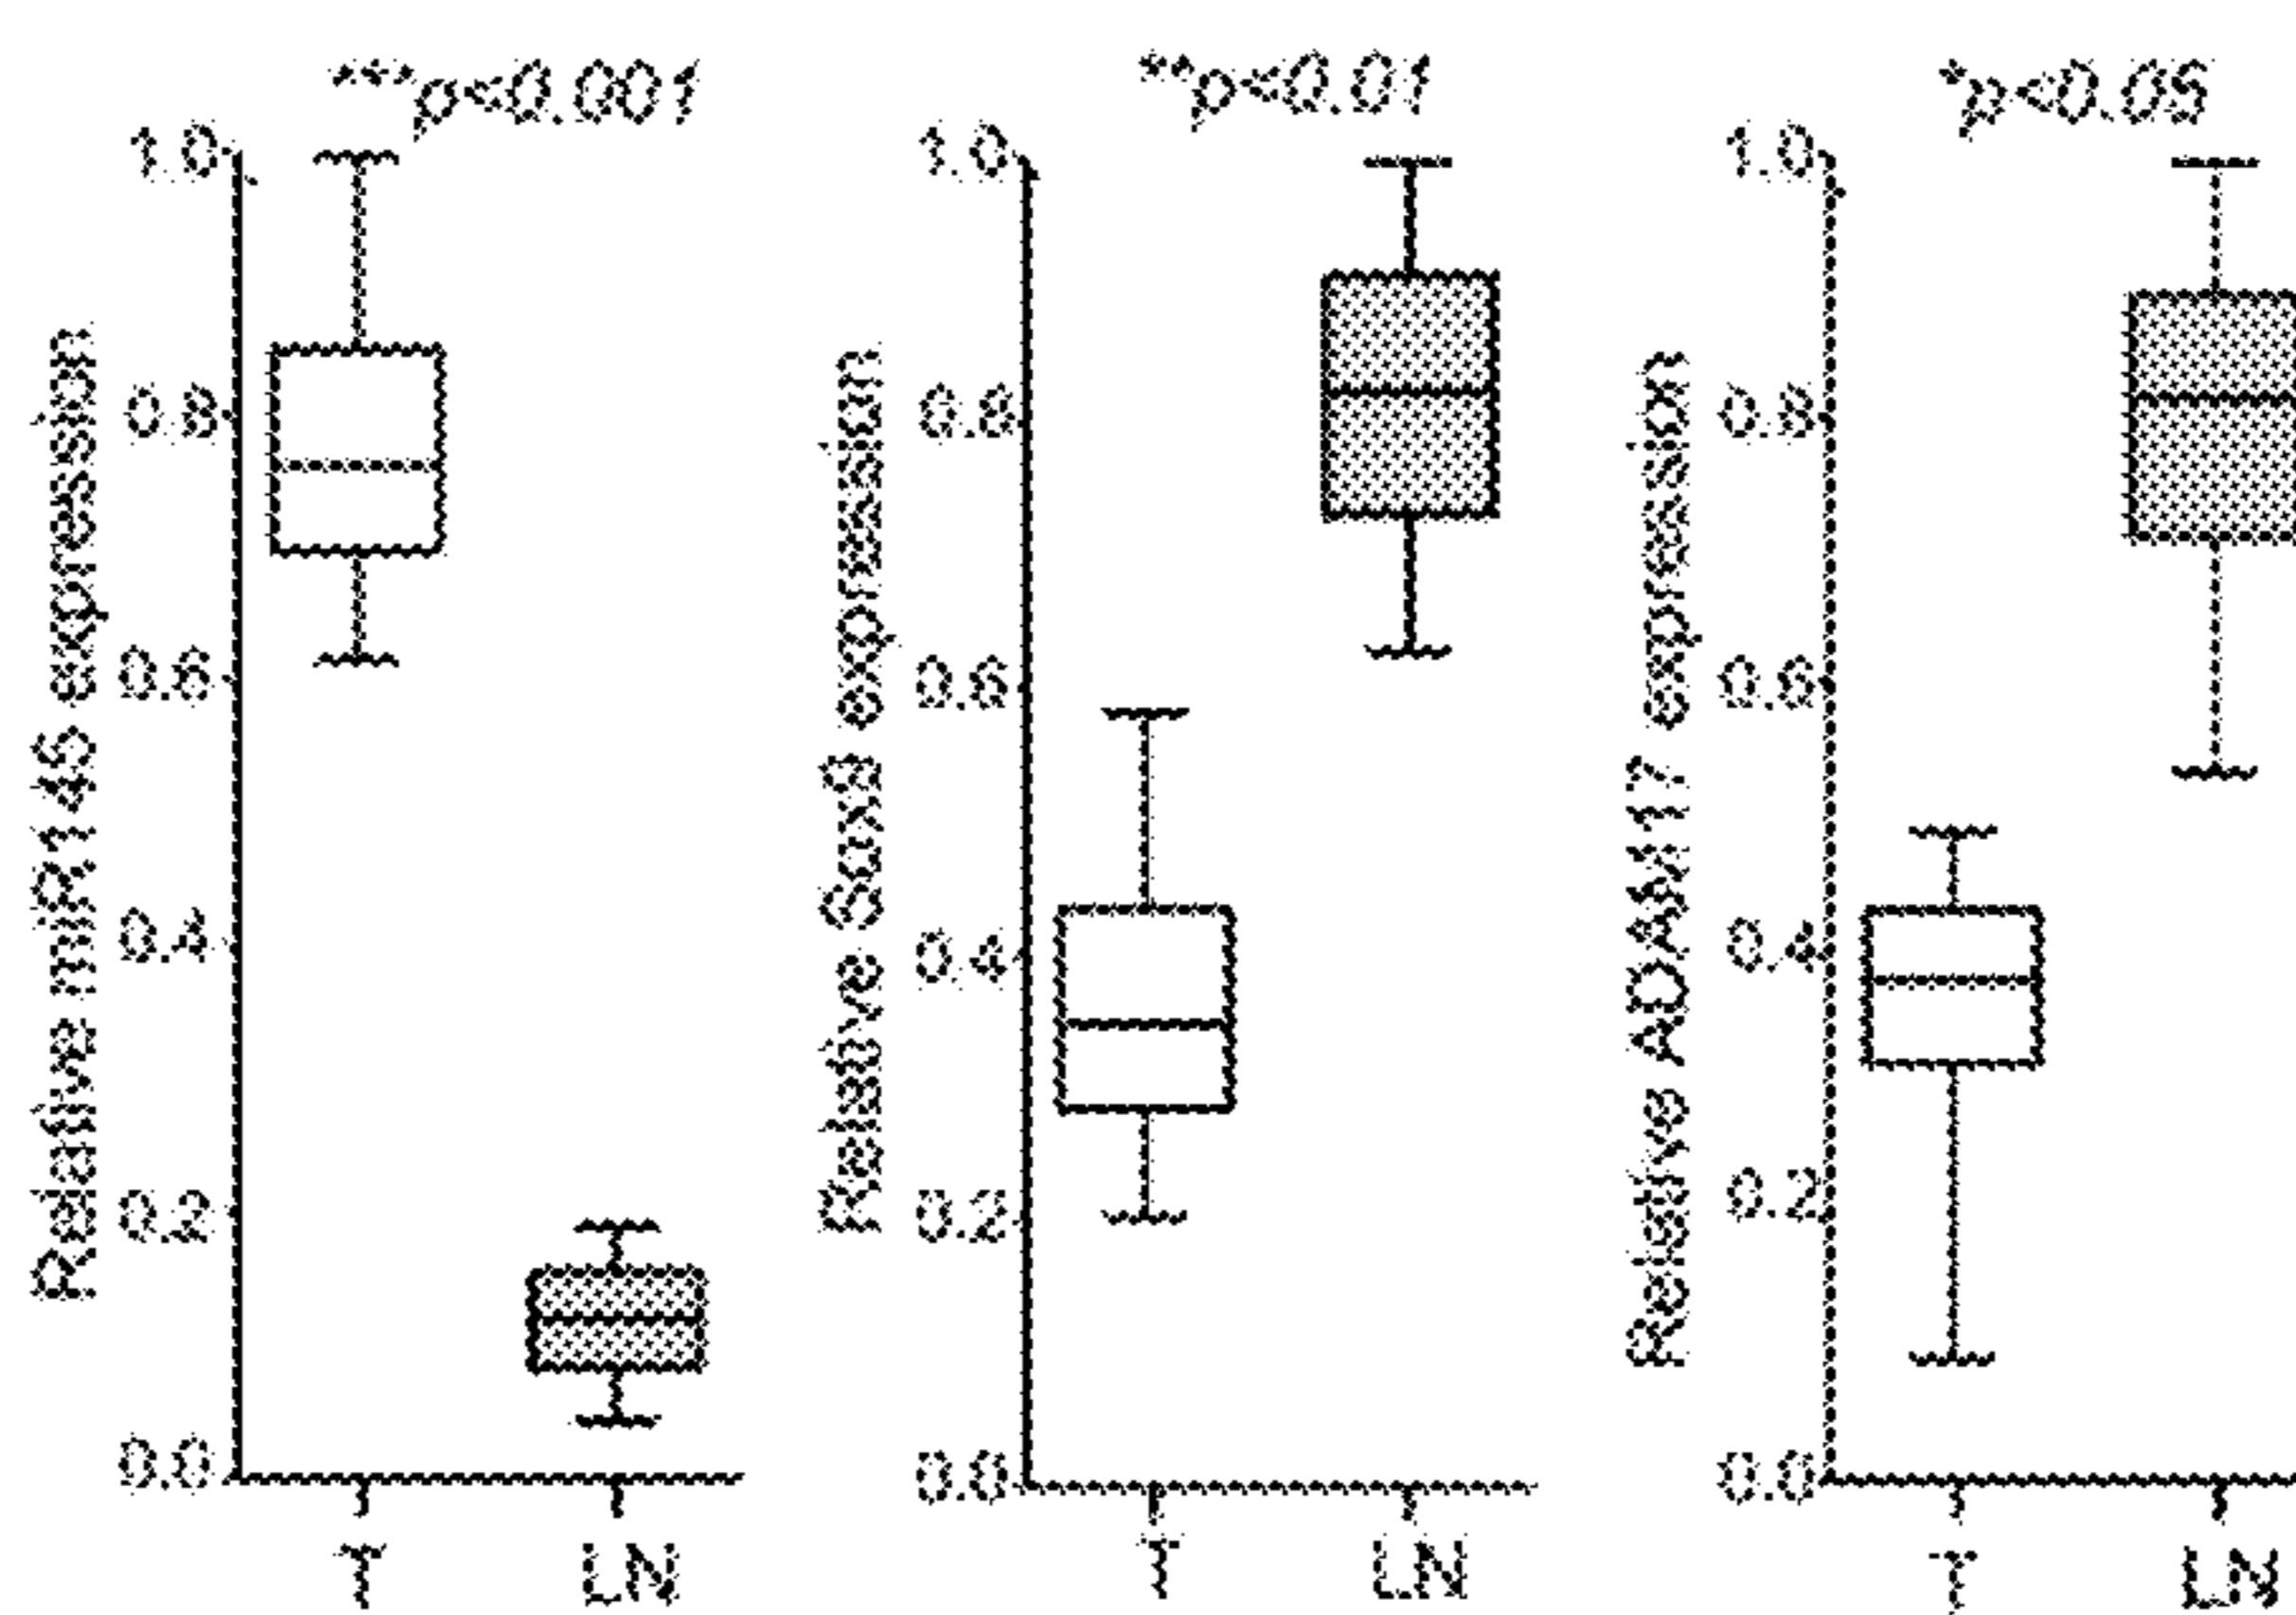 ***p<0.001
Relative miR145 expression
1.0
0.8
0.6
0.4
0.2
0.0
T
LN
**p<0.01
Relative Sox9 expression
1.0
0.8
0.6
0.4
0.2
0.0
T
LN
*p<0.05
Relative ADAM17 expression
1.0
0.8
0.6
0.4
0.2
0.0
T
LN